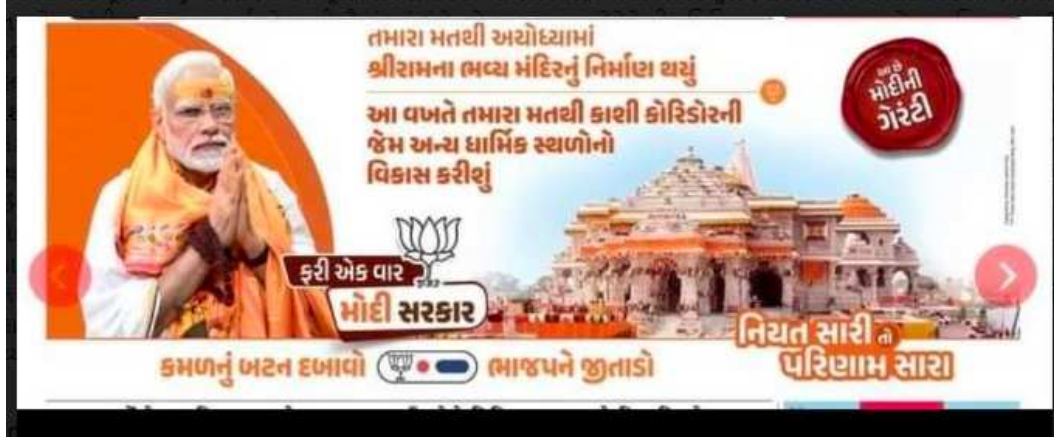 તમારા મતથી અયોધ્યામાં
શ્રીરામના ભવ્ય મંદિરનું નિર્માણ થયું
આ વખતે તમારા મતથી કાશી કોરિડોરની
જેમ અન્ય ધાર્મિક સ્થળોનો
વિકાસ કરીશું
આ છે
મોદીની
ગેરંટી
ફરી એક વાર
મોદી સરકાર
નિયત સારી તો
પરિણામ સારા
કમળનું બટન દબાવો
ભાજપને જીતાડો